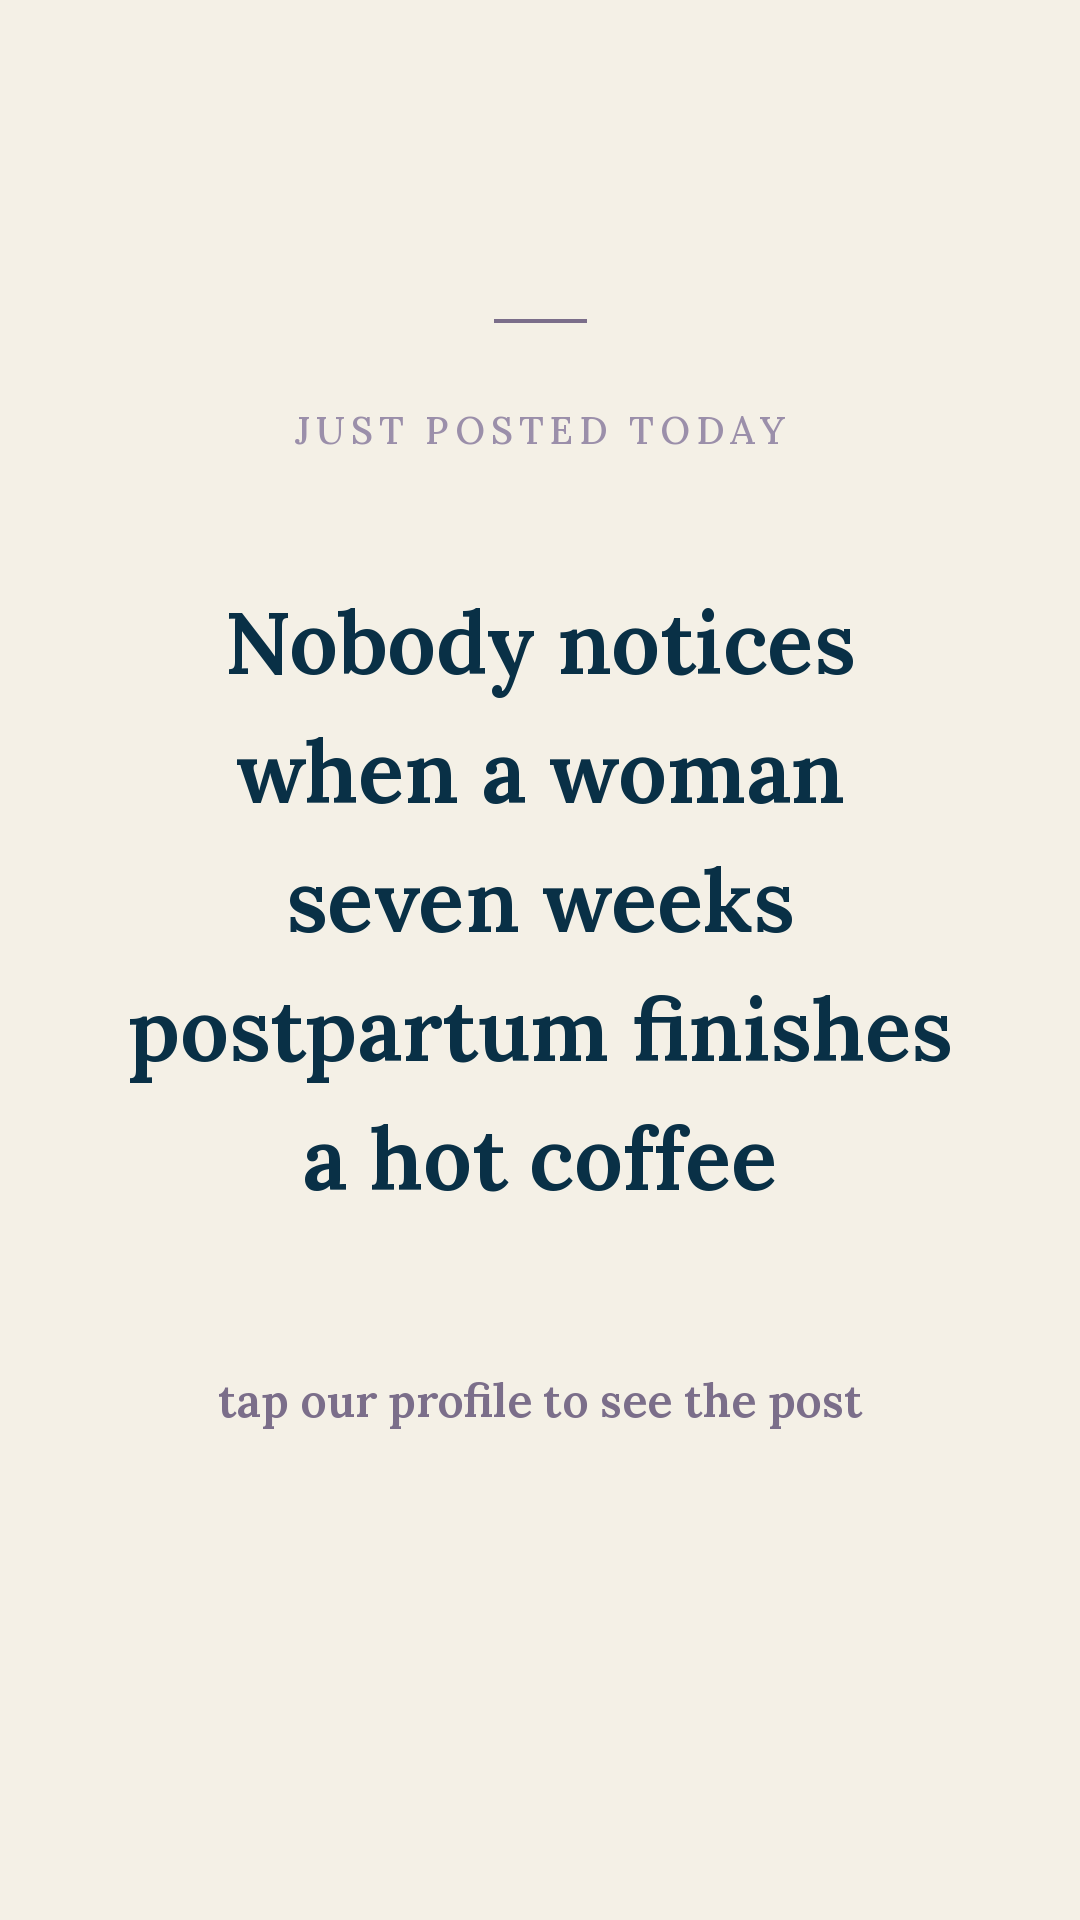 JUST POSTED TODAY
Nobody notices
when a woman
seven weeks
postpartum finishes
a hot coffee
tap our profile to see the post